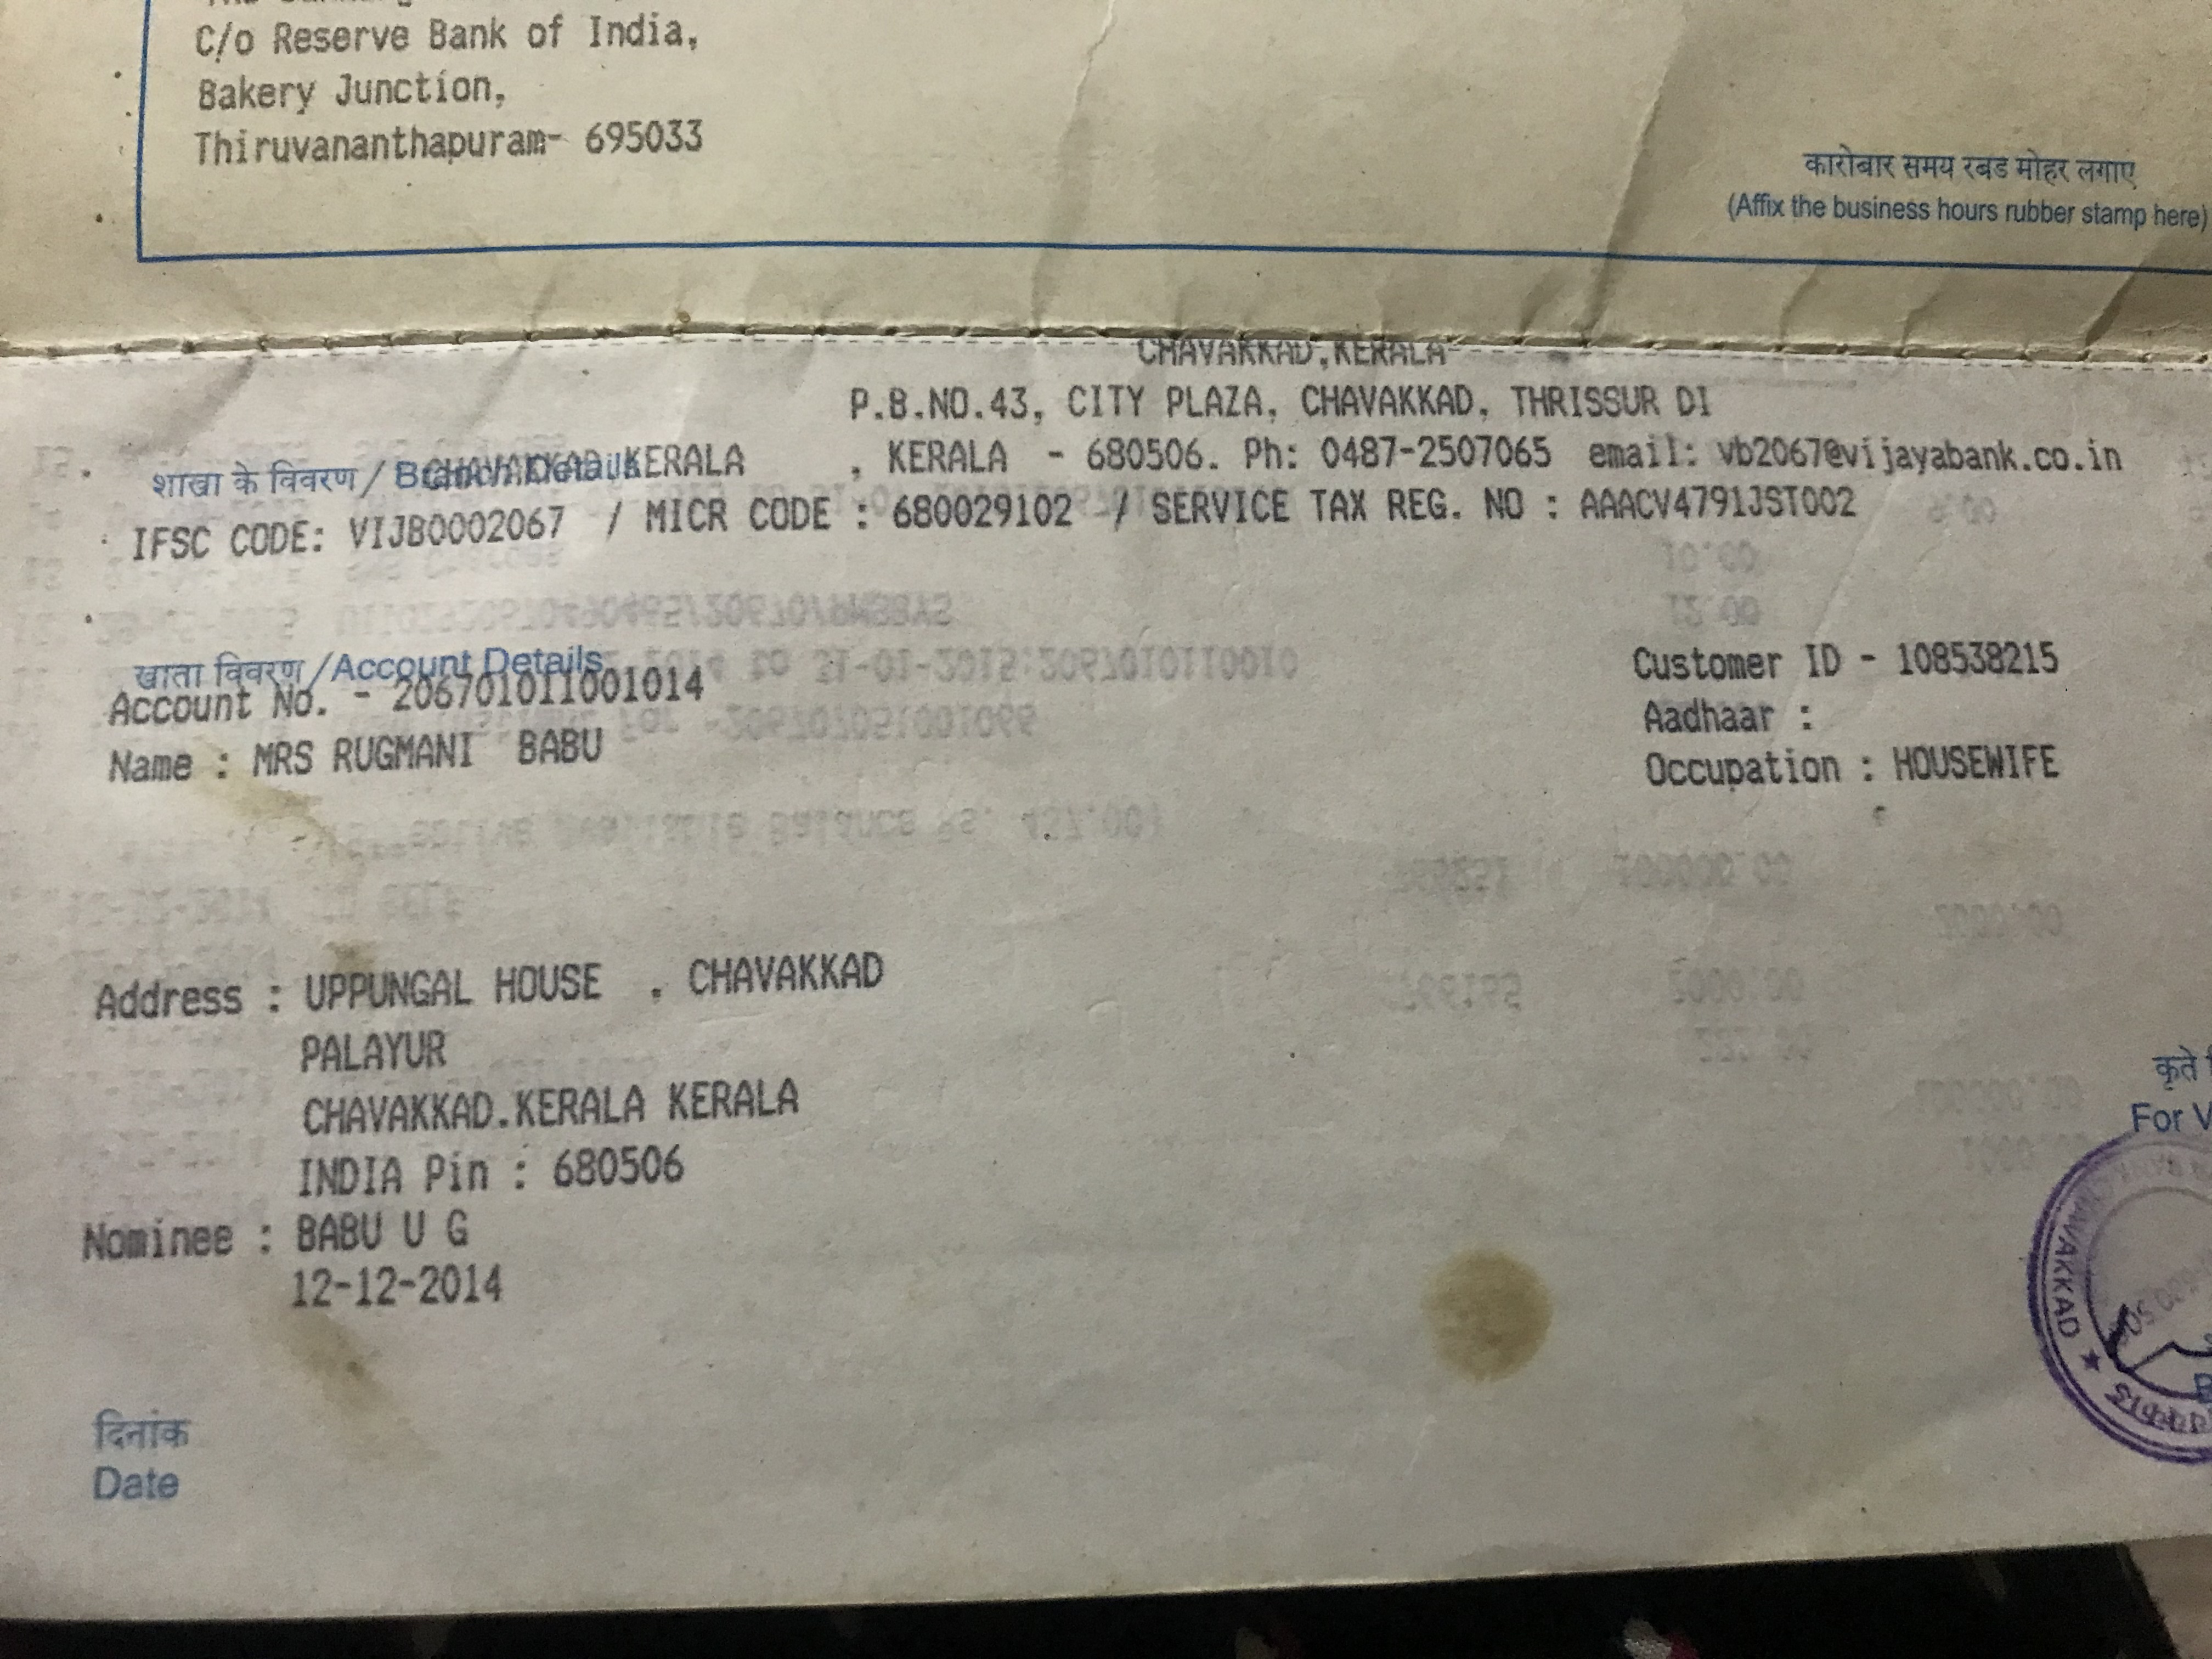 C/o Reserve Bank of India,
Bakery Junction,
Thiruvananthapuram- 695033
कारोबार समय रबड मोहर लगाएं
(Affix the business hours rubber stamp here)
CHAVAKKAD,KERALA
P.B.NO.43, CITY PLAZA, CHAVAKKAD, THRISSUR DI
शाखा के विवरण / KERALA , KERALA - 680506. Ph: 0487-2507065 email: vb2067@vijayabank.co.in
IFSC CODE: VIJB0002067 / MICR CODE : 680029102 / SERVICE TAX REG. NO : AAACV4791JST002
खाता विवरण /Account Details
Account No. - 206701011001014 Customer ID - 108538215
Aadhaar :
Name : MRS RUGMANI BABU Occupation : HOUSEWIFE
Address : UPPUNGAL HOUSE , CHAVAKKAD
PALAYUR
CHAVAKKAD.KERALA KERALA
INDIA Pin : 680506
Nominee : BABU U G
12-12-2014
कृते
For V
दिनांक
Date
CHAVAKKAD